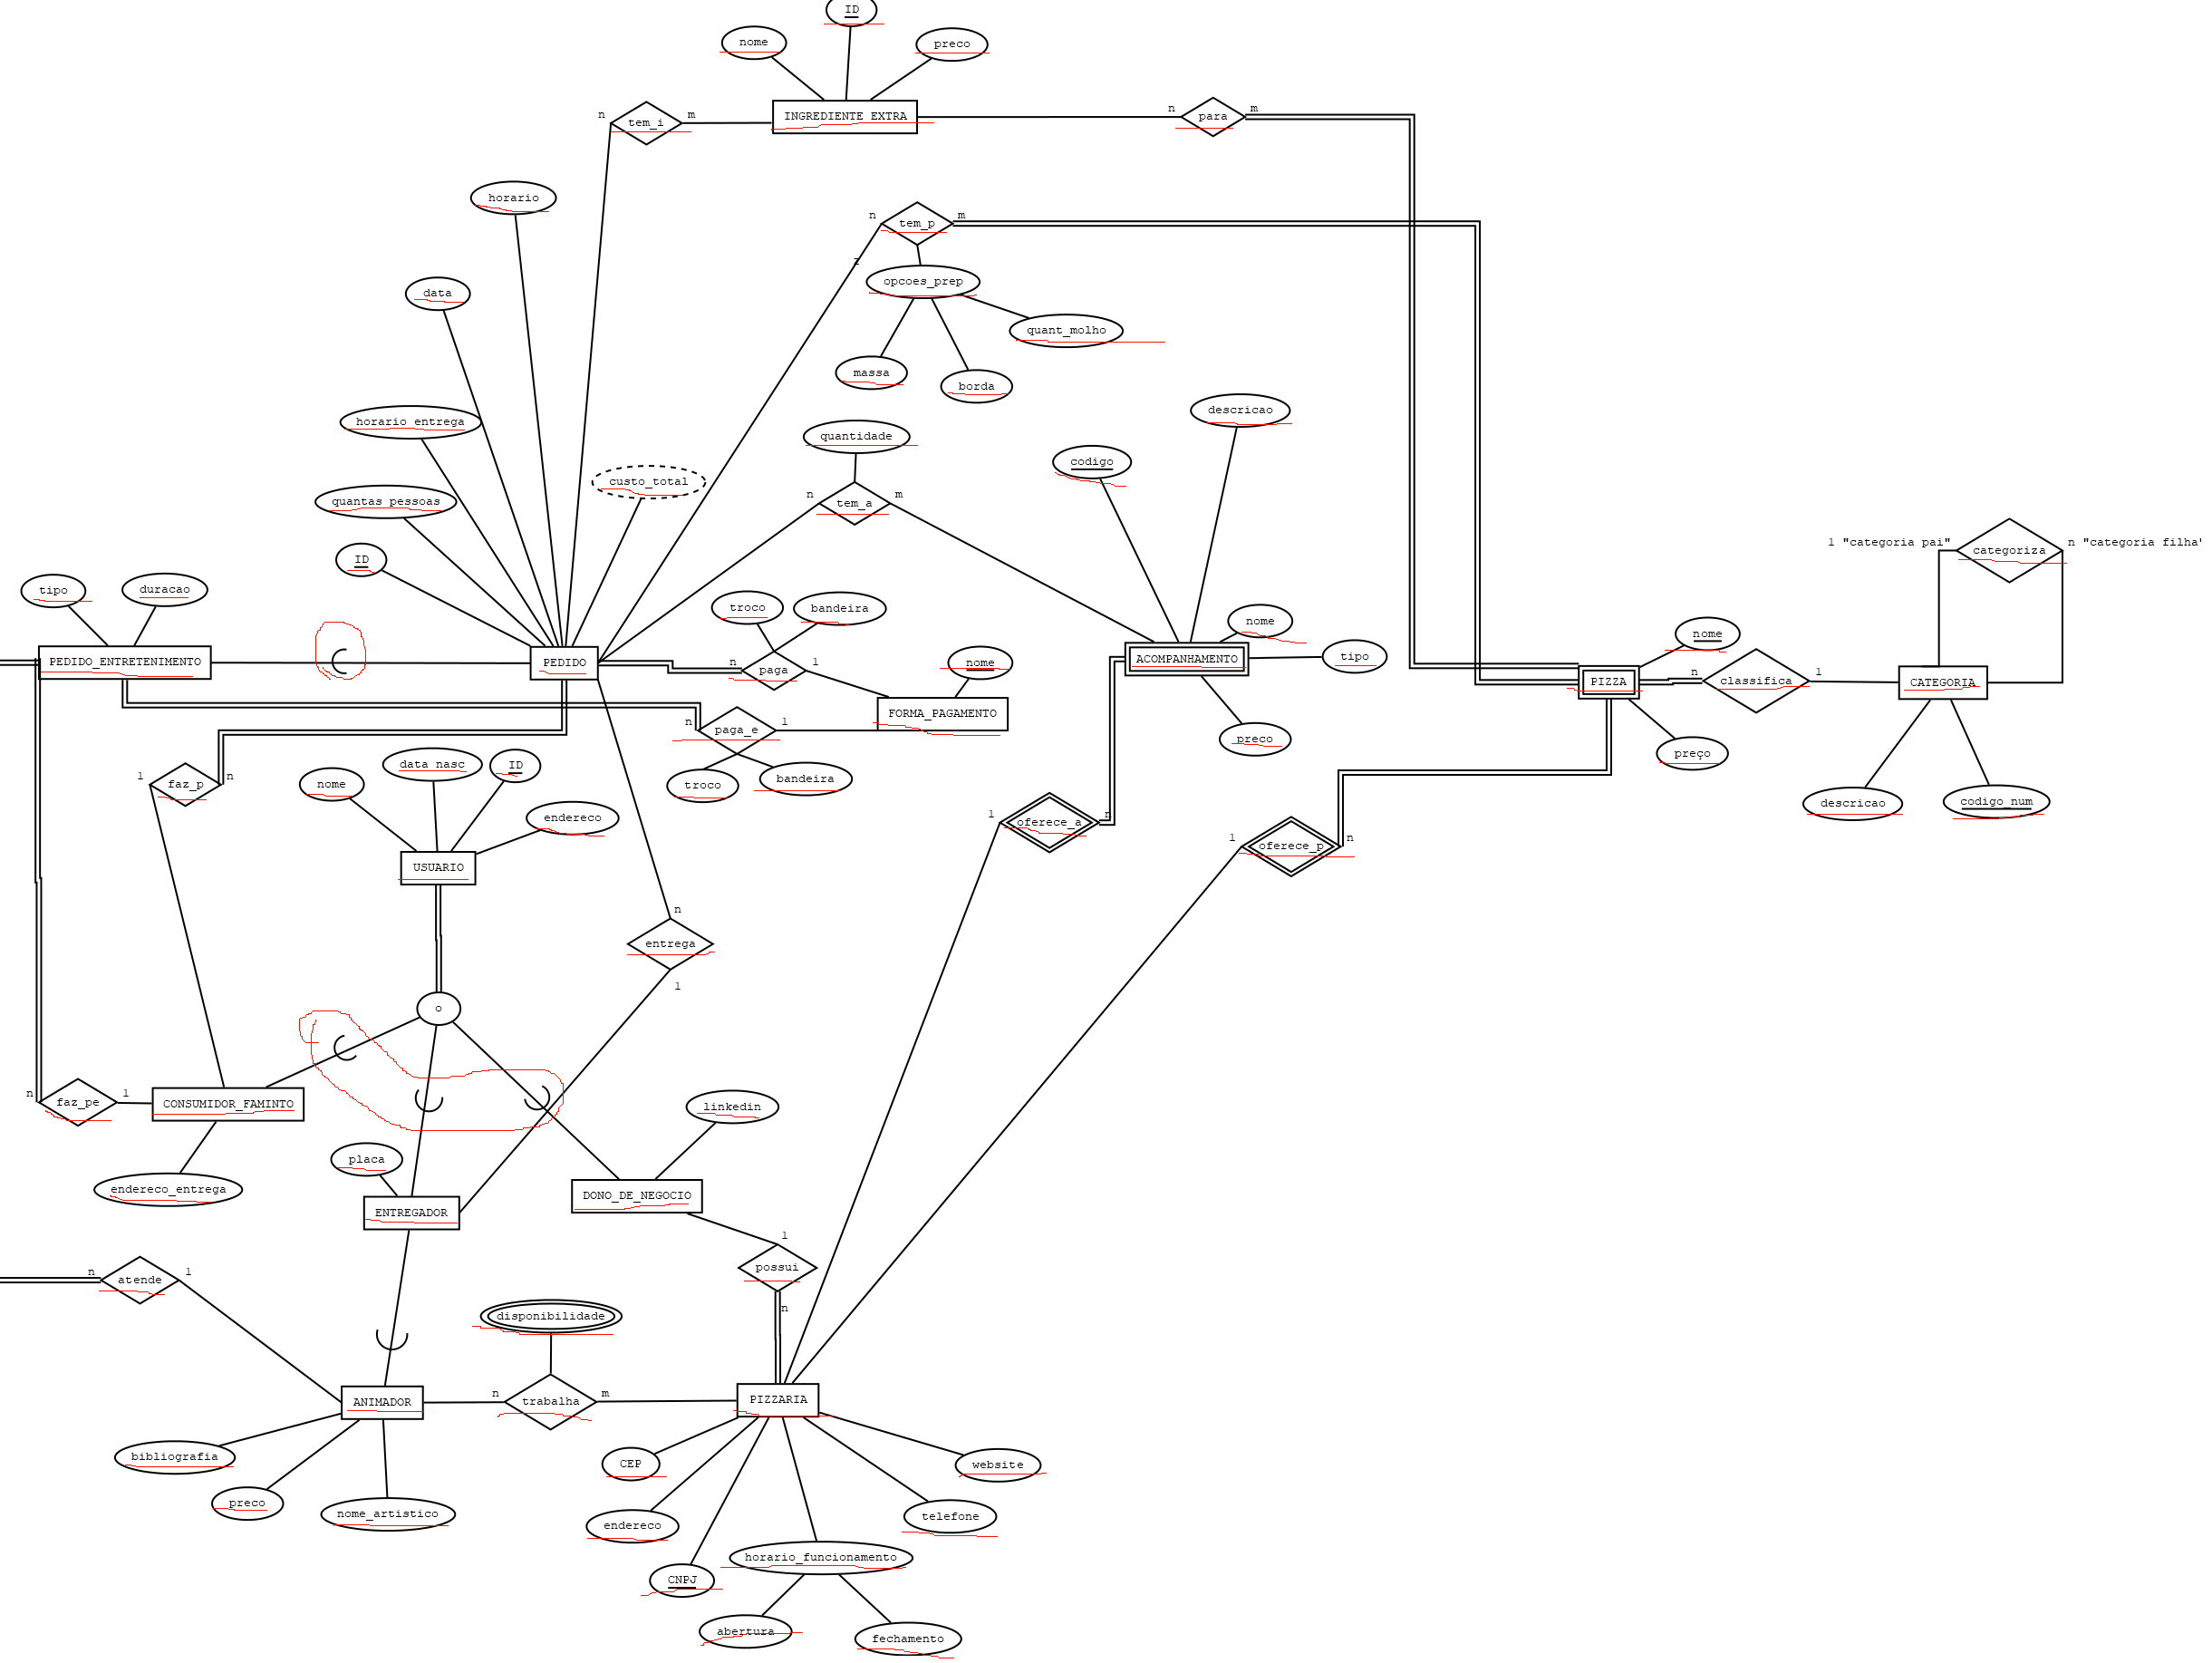 ID
nome
preco
INGREDIENTE_EXTRA
n
tem_i
m
n
para
m
horario
n
tem_p
m
opcoes_prep
data
quant_molho
massa
borda
descricao
horario_entrega
quantidade
codigo
custo_total
n
tem_a
m
quantas_pessoas
1 "categoria pai"
categoriza
n "categoria filha"
ID
tipo
duracao
troco
bandeira
nome
nome
PEDIDO_ENTRETENIMENTO
PEDIDO
n
paga
1
nome
ACOMPANHAMENTO
tipo
PIZZA
n
classifica
1
CATEGORIA
FORMA_PAGAMENTO
n
paga_e
1
preco
preço
data_nasc
ID
nome
1
faz_p
n
troco
bandeira
descricao
codigo_num
endereco
1
oferece_a
n
1
oferece_p
n
USUARIO
n
entrega
1
o
n
faz_pe
1
CONSUMIDOR_FAMINTO
linkedin
placa
endereco_entrega
DONO_DE_NEGOCIO
ENTREGADOR
1
possui
n
n
atende
1
disponibilidade
ANIMADOR
n
trabalha
m
PIZZARIA
bibliografia
CEP
website
preco
nome_artistico
endereco
telefone
horario_funcionamento
CNPJ
abertura
fechamento